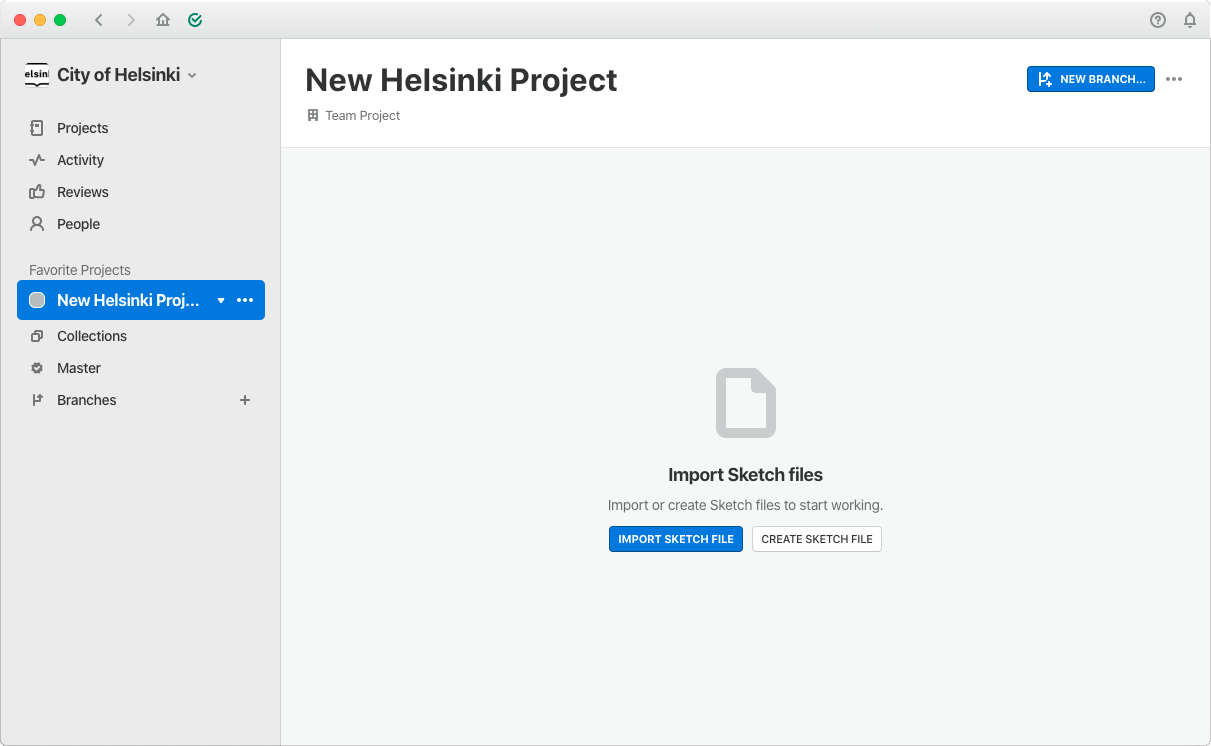 elsinl
City of Helsinki
Projects
Activity
Reviews
People
Favorite Projects
New Helsinki Proj...
Collections
Master
Branches
New Helsinki Project
Team Project
NEW BRANCH...
Import Sketch files
Import or create Sketch files to start working.
IMPORT SKETCH FILE
CREATE SKETCH FILE